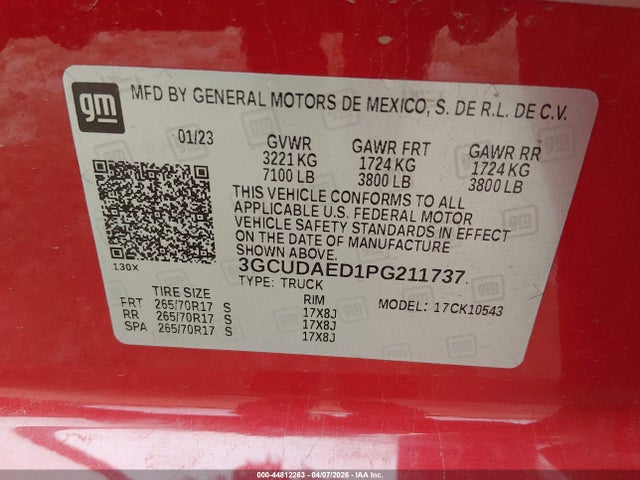 gm
MFD BY GENERAL MOTORS DE MEXICO, S. DE R.L. DE C.V.
01/23 GVWR GAWR FRT GAWR RR
3221 KG 1724 KG 1724 KG
7100 LB 3800 LB 3800 LB
THIS VEHICLE CONFORMS TO ALL
APPLICABLE U.S. FEDERAL MOTOR
VEHICLE SAFETY STANDARDS IN EFFECT
ON THE DATE OF MANUFACTURE
SHOWN ABOVE.
130X 3GCUDAED1PG211737
TYPE: TRUCK
TIRE SIZE RIM MODEL: 17CK10543
FRT 265/70R17 S 17X8J
RR 265/70R17 S 17X8J
SPA 265/70R17 S 17X8J
000-44812263 - 04/07/2026 - IAA Inc.